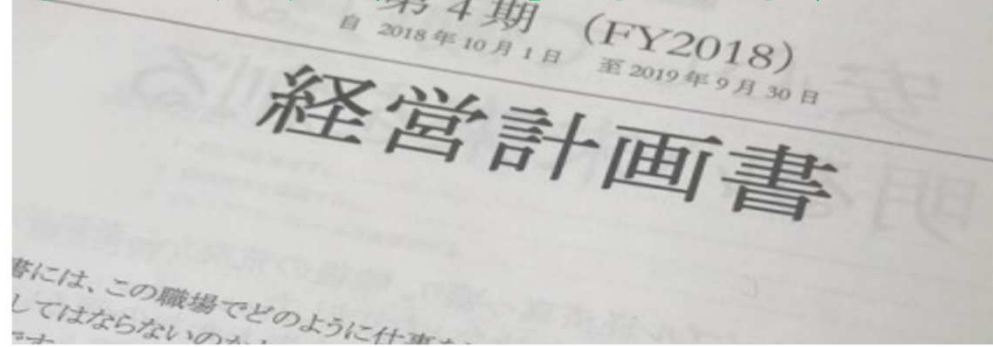 第4期 (FY2018)
自 2018年10月1日 至 2019年9月30日
経営計画書
書には、この職場でどのように仕事
してはならないのか
です